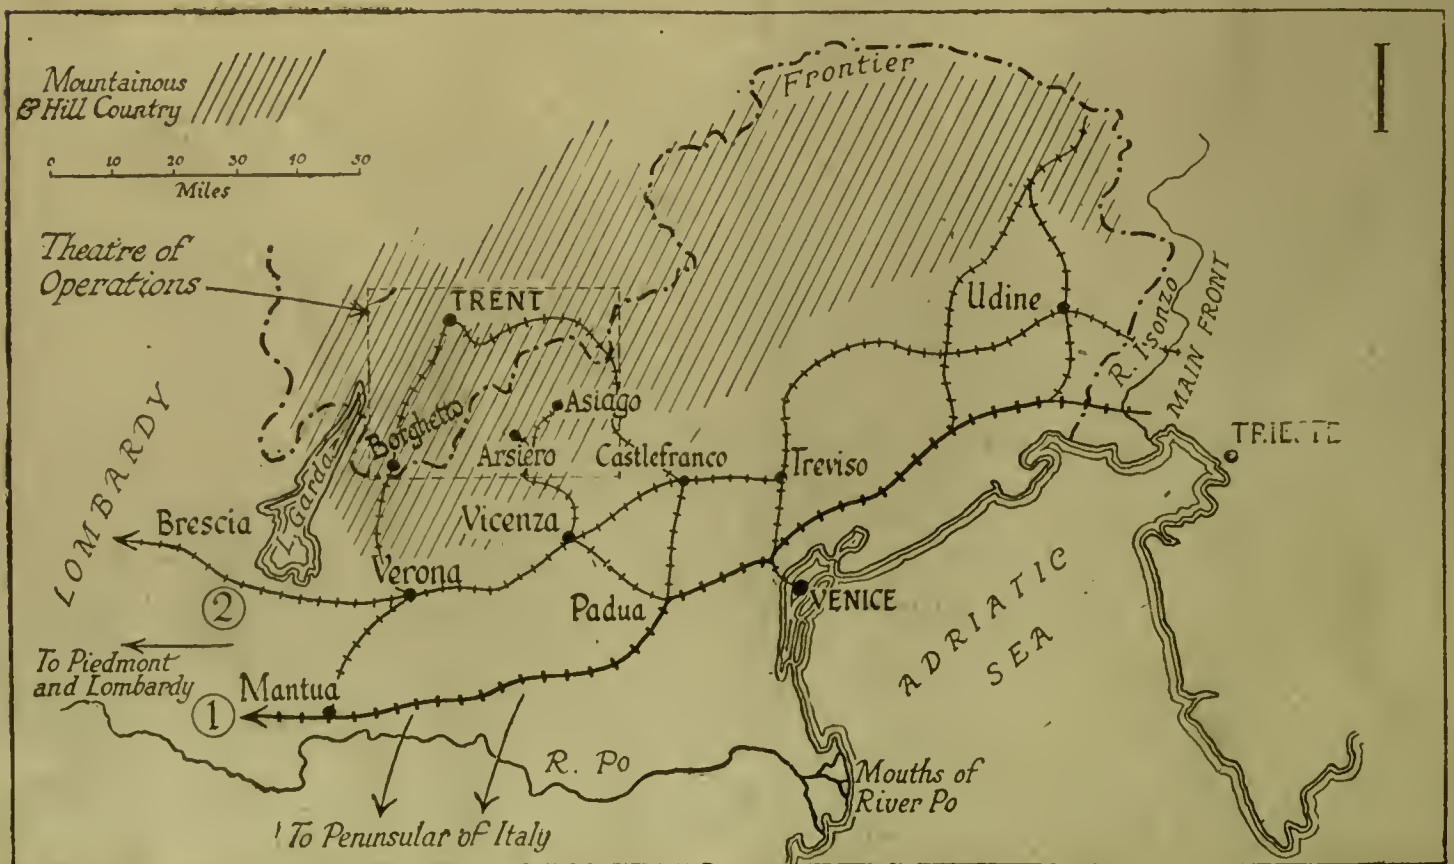 Mountainous
& Hill Country
0 10 20 30 40 50
Miles
Frontier
I
Theatre of
Operations
TRENT
Udine
R. Isonzo
MAIN FRONT
LOMBARDY
L. Garda
Borghetto
Asiago
Arsiero
Castlefranco
Treviso
TRIESTE
Brescia
Vicenza
Verona
2
Padua
VENICE
ADRIATIC
SEA
To Piedmont
and Lombardy
Mantua
1
R. Po
Mouths of
River Po
To Peninsular of Italy